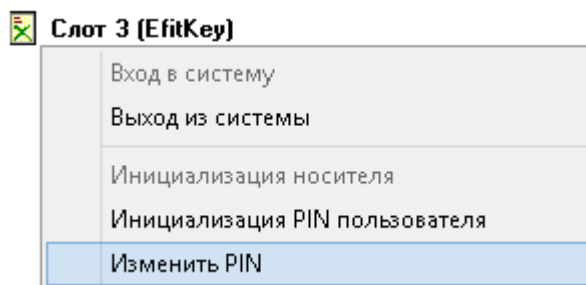 Слот 3 (EfitKey)
Вход в систему
Выход из системы
Инициализация носителя
Инициализация PIN пользователя
Изменить PIN